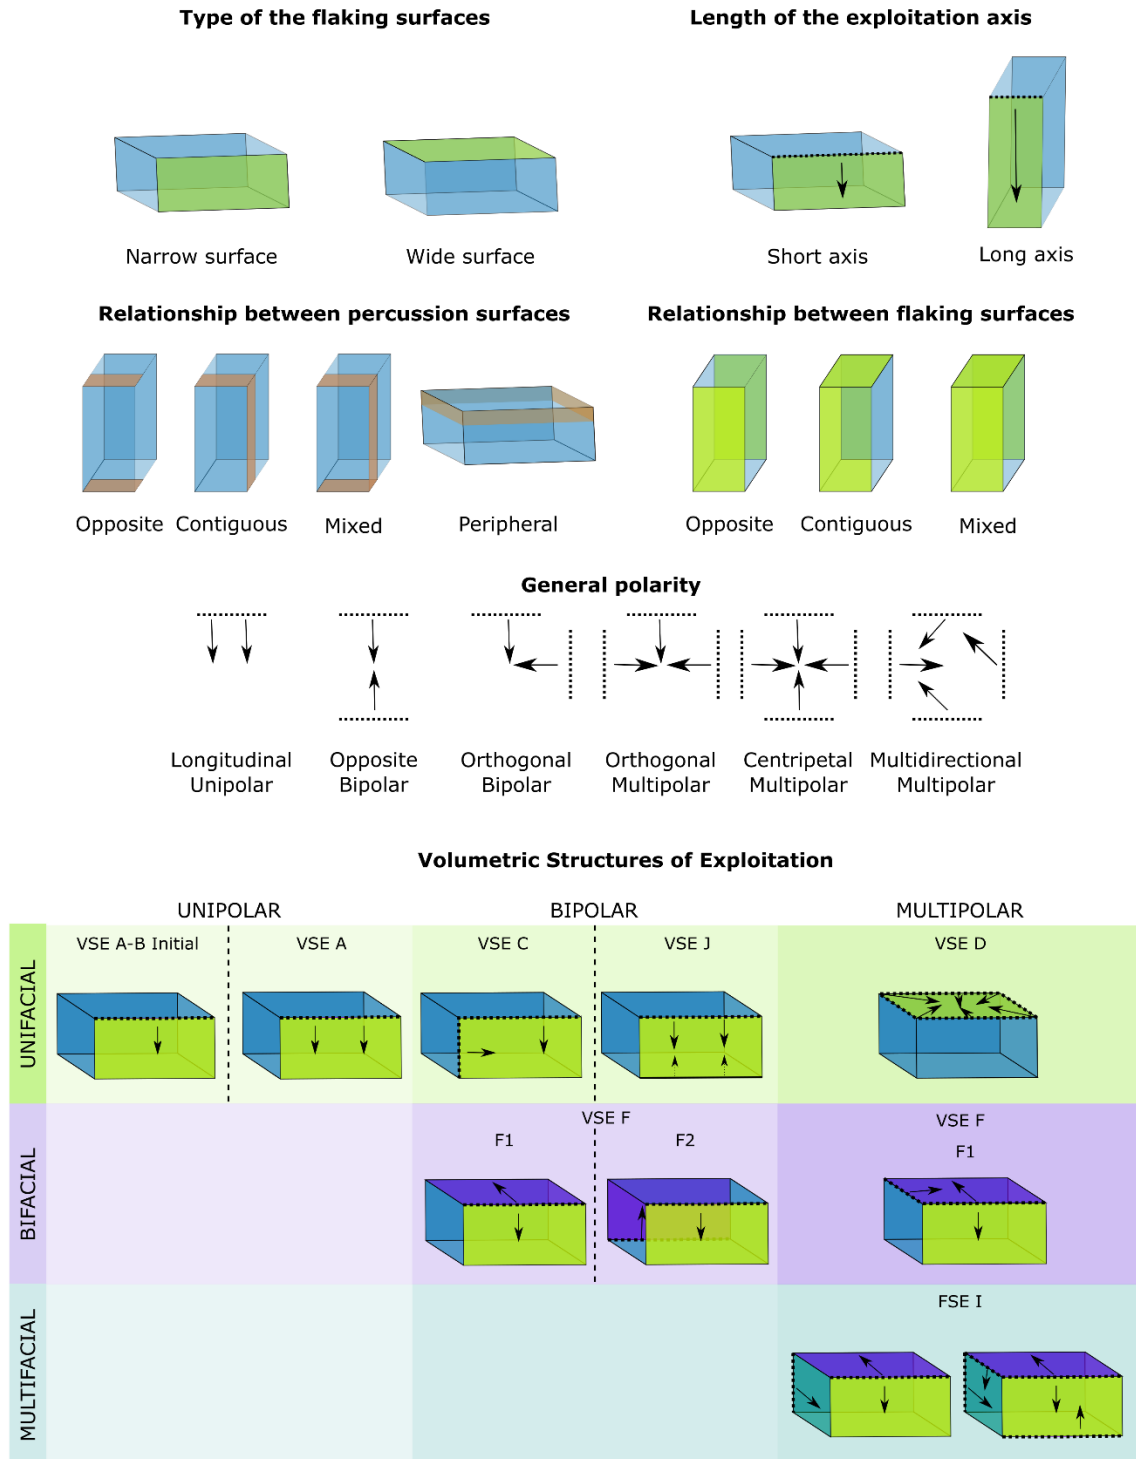 Type of the flaking surfaces
Length of the exploitation axis
Narrow surface
Wide surface
Short axis
Long axis
Relationship between percussion surfaces
Relationship between flaking surfaces
Opposite
Contiguous
Mixed
Peripheral
Opposite
Contiguous
Mixed
General polarity
Longitudinal
Unipolar
Opposite
Bipolar
Orthogonal
Bipolar
Orthogonal
Multipolar
Centripetal
Multipolar
Multidirectional
Multipolar
Volumetric Structures of Exploitation
UNIPOLAR
BIPOLAR
MULTIPOLAR
UNIFACIAL
VSE A-B Initial
VSE A
VSE C
VSE J
VSE D
BIFACIAL
VSE F
F1
F2
VSE F
F1
MULTIFACIAL
FSE I